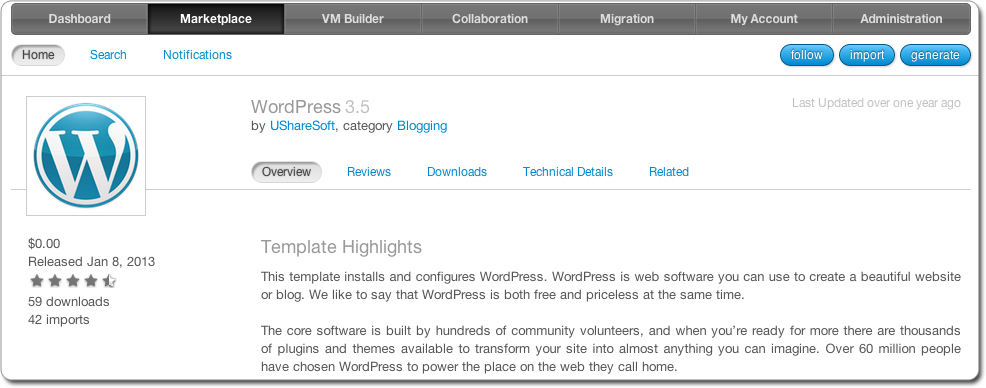 Dashboard Marketplace VM Builder Collaboration Migration My Account Administration
Home Search Notifications follow import generate
WordPress 3.5 Last Updated over one year ago
by UShareSoft, category Blogging
W
Overview Reviews Downloads Technical Details Related
$0.00
Released Jan 8, 2013
59 downloads
42 imports
Template Highlights
This template installs and configures WordPress. WordPress is web software you can use to create a beautiful website
or blog. We like to say that WordPress is both free and priceless at the same time.
The core software is built by hundreds of community volunteers, and when you’re ready for more there are thousands
of plugins and themes available to transform your site into almost anything you can imagine. Over 60 million people
have chosen WordPress to power the place on the web they call home.